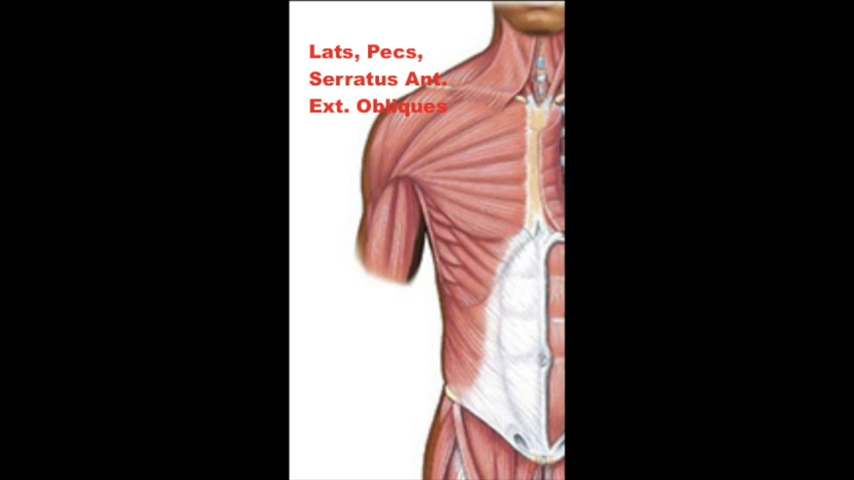 Lats, Pecs,
Serratus Ant.
Ext. Obliques